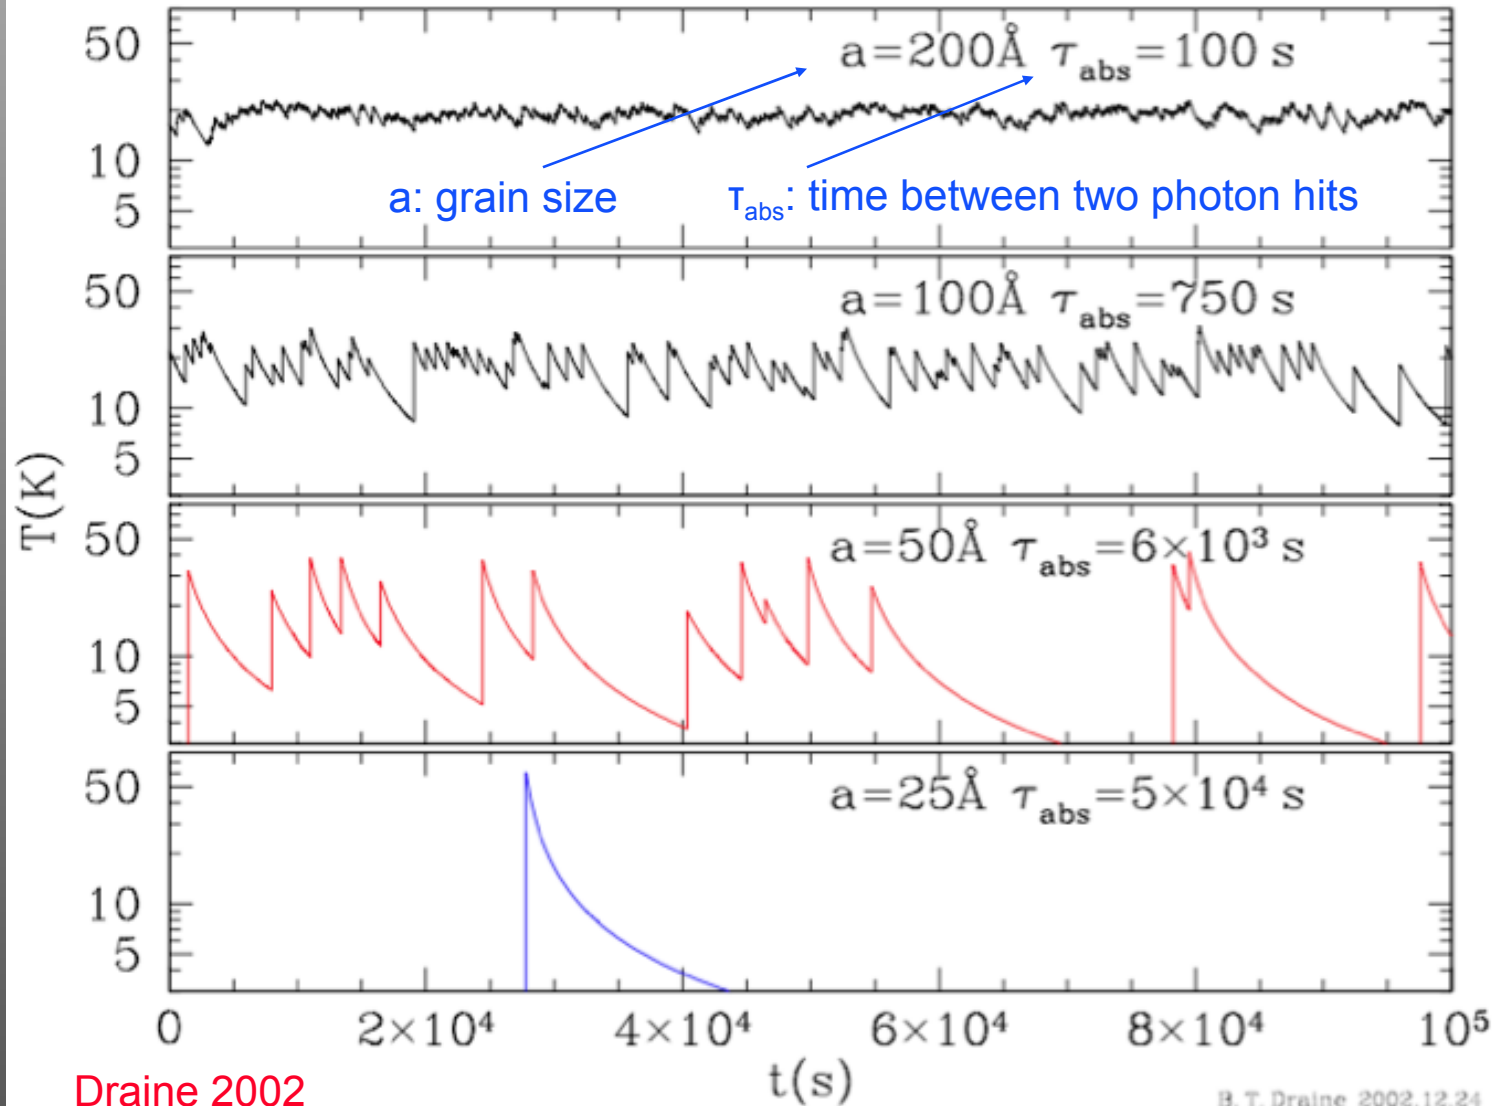 50
10
5
a=200Å τabs=100 s
a: grain size
τabs: time between two photon hits
50
10
5
a=100Å τabs=750 s
T(K)
50
10
5
a=50Å τabs=6×10³ s
50
10
5
a=25Å τabs=5×10⁴ s
0
2×10⁴
4×10⁴
6×10⁴
8×10⁴
10⁵
t(s)
Draine 2002
B. T. Draine 2002.12.24